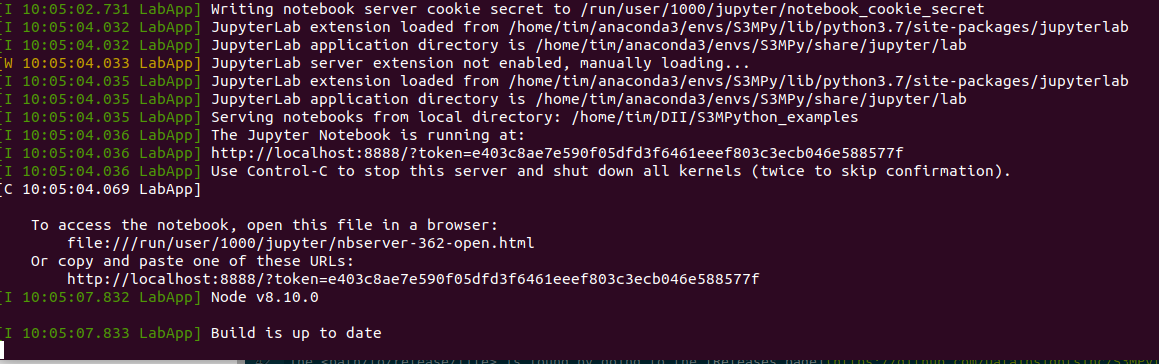 [I 10:05:02.731 LabApp] Writing notebook server cookie secret to /run/user/1000/jupyter/notebook_cookie_secret
[I 10:05:04.032 LabApp] JupyterLab extension loaded from /home/tim/anaconda3/envs/S3MPy/lib/python3.7/site-packages/jupyterlab
[I 10:05:04.032 LabApp] JupyterLab application directory is /home/tim/anaconda3/envs/S3MPy/share/jupyter/lab
[W 10:05:04.033 LabApp] JupyterLab server extension not enabled, manually loading...
[I 10:05:04.035 LabApp] JupyterLab extension loaded from /home/tim/anaconda3/envs/S3MPy/lib/python3.7/site-packages/jupyterlab
[I 10:05:04.035 LabApp] JupyterLab application directory is /home/tim/anaconda3/envs/S3MPy/share/jupyter/lab
[I 10:05:04.035 LabApp] Serving notebooks from local directory: /home/tim/DII/S3MPython_examples
[I 10:05:04.036 LabApp] The Jupyter Notebook is running at:
[I 10:05:04.036 LabApp] http://localhost:8888/?token=e403c8ae7e590f05dfd3f6461eeef803c3ecb046e588577f
[I 10:05:04.036 LabApp] Use Control-C to stop this server and shut down all kernels (twice to skip confirmation).
[C 10:05:04.069 LabApp]
To access the notebook, open this file in a browser:
file:///run/user/1000/jupyter/nbserver-362-open.html
Or copy and paste one of these URLs:
http://localhost:8888/?token=e403c8ae7e590f05dfd3f6461eeef803c3ecb046e588577f
[I 10:05:07.832 LabApp] Node v8.10.0
[I 10:05:07.833 LabApp] Build is up to date